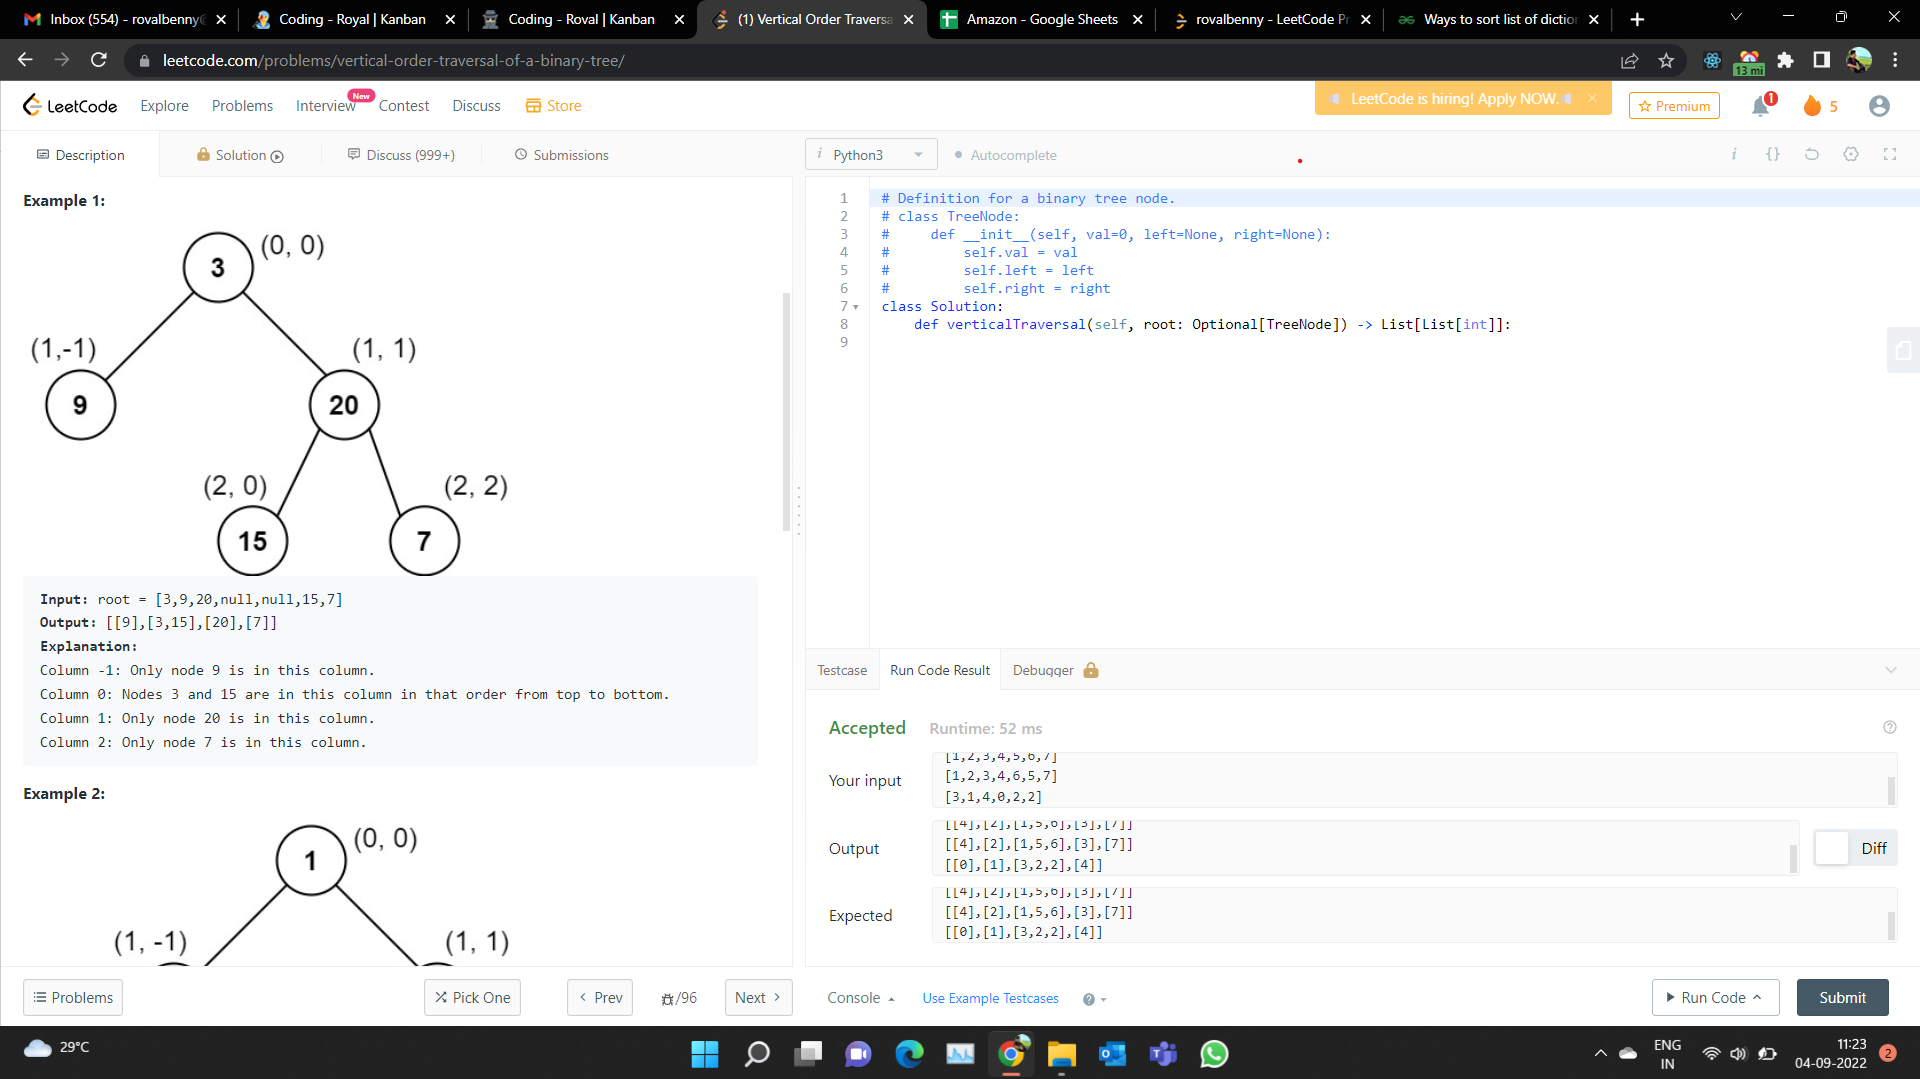 Inbox (554) - rovalbenny@
Coding - Royal | Kanban
Coding - Roval | Kanban
(1) Vertical Order Traversa
Amazon - Google Sheets
rovalbenny - LeetCode Pr
Ways to sort list of diction
leetcode.com/problems/vertical-order-traversal-of-a-binary-tree/
13 mi
LeetCode
Explore
Problems
Interview
New
Contest
Discuss
Store
LeetCode is hiring! Apply NOW.
Premium
1
5
Description
Solution
Discuss (999+)
Submissions
i Python3
Autocomplete
i {}
Example 1:
3 (0, 0)
(1,-1) (1, 1)
9 20
(2, 0) (2, 2)
15 7
Input: root = [3,9,20,null,null,15,7]
Output: [[9],[3,15],[20],[7]]
Explanation:
Column -1: Only node 9 is in this column.
Column 0: Nodes 3 and 15 are in this column in that order from top to bottom.
Column 1: Only node 20 is in this column.
Column 2: Only node 7 is in this column.
Example 2:
(0, 0)
1
(1, -1) (1, 1)
1 # Definition for a binary tree node.
2 # class TreeNode:
3 #     def __init__(self, val=0, left=None, right=None):
4 #         self.val = val
5 #         self.left = left
6 #         self.right = right
7 class Solution:
8     def verticalTraversal(self, root: Optional[TreeNode]) -> List[List[int]]:
9
Testcase
Run Code Result
Debugger
Accepted Runtime: 52 ms
Your input
[1,2,3,4,5,6,7]
[1,2,3,4,6,5,7]
[3,1,4,0,2,2]
Output
[[4],[2],[1,5,6],[3],[7]]
[[4],[2],[1,5,6],[3],[7]]
[[0],[1],[3,2,2],[4]]
Diff
Expected
[[4],[2],[1,5,6],[3],[7]]
[[4],[2],[1,5,6],[3],[7]]
[[0],[1],[3,2,2],[4]]
Problems
Pick One
Prev
/96
Next
Console
Use Example Testcases
Run Code
Submit
29°C
ENG
IN
11:23
04-09-2022
2